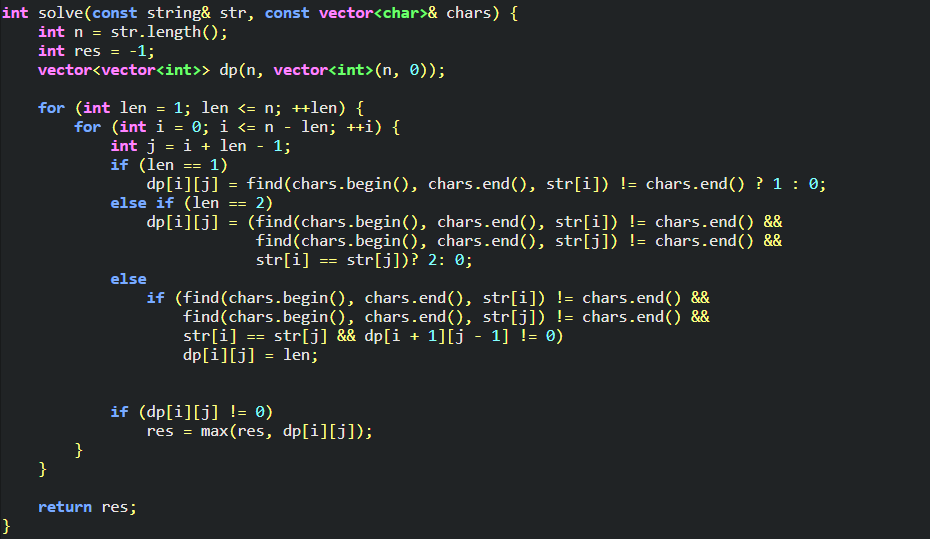 int solve(const string& str, const vector<char>& chars) {
    int n = str.length();
    int res = -1;
    vector<vector<int>> dp(n, vector<int>(n, 0));

    for (int len = 1; len <= n; ++len) {
        for (int i = 0; i <= n - len; ++i) {
            int j = i + len - 1;
            if (len == 1)
                dp[i][j] = find(chars.begin(), chars.end(), str[i]) != chars.end() ? 1 : 0;
            else if (len == 2)
                dp[i][j] = (find(chars.begin(), chars.end(), str[i]) != chars.end() &&
                            find(chars.begin(), chars.end(), str[j]) != chars.end() &&
                            str[i] == str[j])? 2: 0;
            else
                if (find(chars.begin(), chars.end(), str[i]) != chars.end() &&
                    find(chars.begin(), chars.end(), str[j]) != chars.end() &&
                    str[i] == str[j] && dp[i + 1][j - 1] != 0)
                    dp[i][j] = len;


            if (dp[i][j] != 0)
                res = max(res, dp[i][j]);
        }
    }

    return res;
}